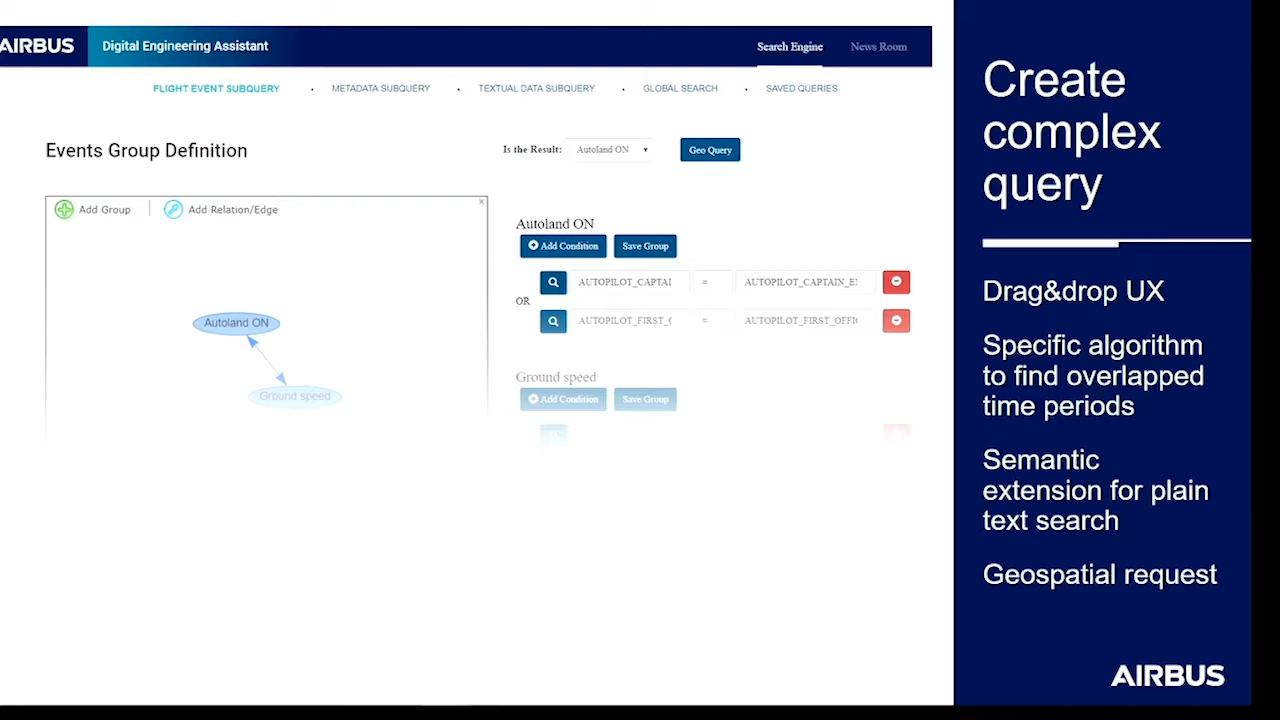 AIRBUS
Digital Engineering Assistant
Search Engine
News Room
FLIGHT EVENT SUBQUERY
METADATA SUBQUERY
TEXTUAL DATA SUBQUERY
GLOBAL SEARCH
SAVED QUERIES
Events Group Definition
Is the Result: Autoland ON
Geo Query
Add Group
Add Relation/Edge
Autoland ON
Ground speed
Autoland ON
Add Condition
Save Group
AUTOPILOT_CAPTAI
=
AUTOPILOT_CAPTAIN_E
OR
AUTOPILOT_FIRST_
=
AUTOPILOT_FIRST_OFFI
Ground speed
Add Condition
Save Group
Create
complex
query
Drag&drop UX
Specific algorithm
to find overlapped
time periods
Semantic
extension for plain
text search
Geospatial request
AIRBUS